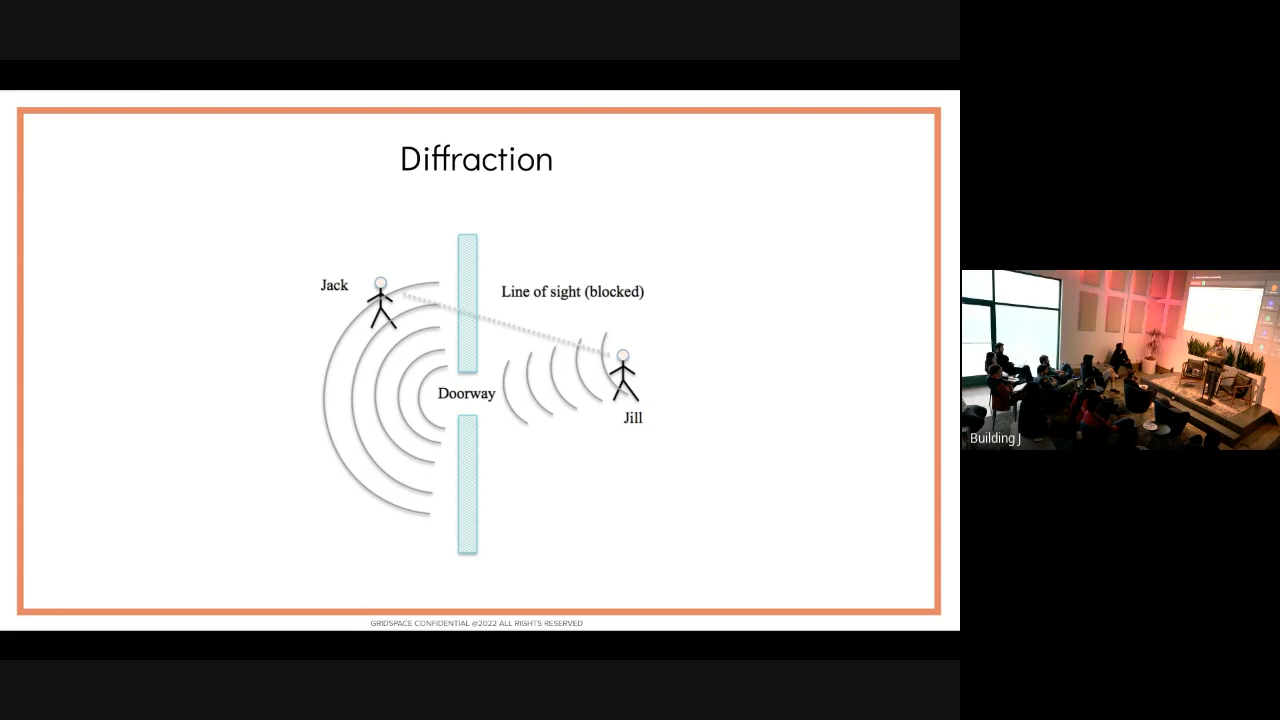 Diffraction
Jack
Line of sight (blocked)
Doorway
Jill
GRIDSPACE CONFIDENTIAL @2022 ALL RIGHTS RESERVED
Building J